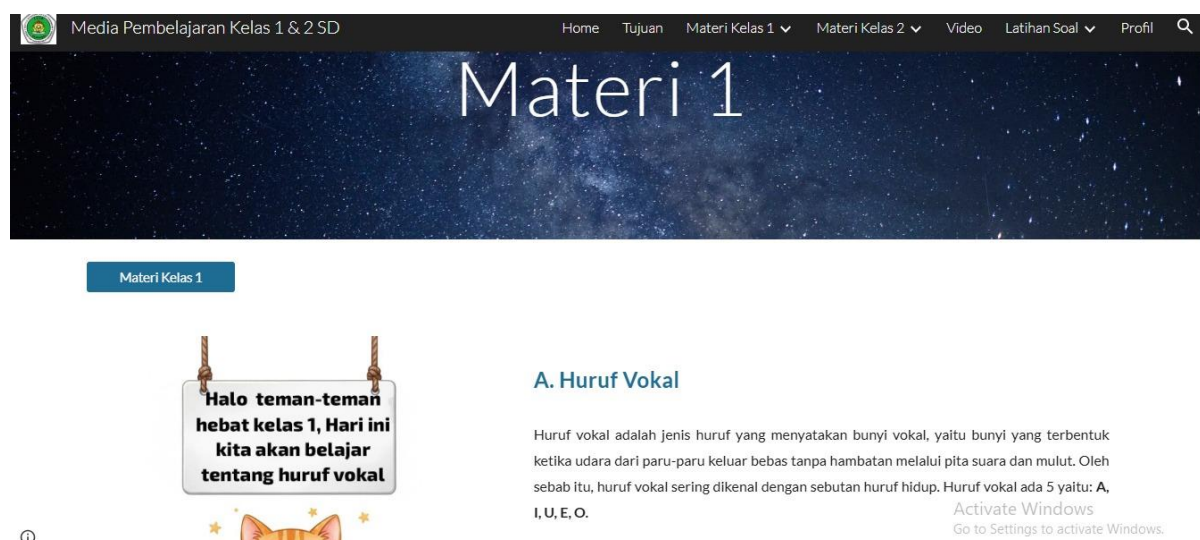 Media Pembelajaran Kelas 1 & 2 SD
Home Tujuan Materi Kelas 1 Materi Kelas 2 Video Latihan Soal Profil
Materi 1
Materi Kelas 1
Halo teman-teman
hebat kelas 1, Hari ini
kita akan belajar
tentang huruf vokal
A. Huruf Vokal
Huruf vokal adalah jenis huruf yang menyatakan bunyi vokal, yaitu bunyi yang terbentuk
ketika udara dari paru-paru keluar bebas tanpa hambatan melalui pita suara dan mulut. Oleh
sebab itu, huruf vokal sering dikenal dengan sebutan huruf hidup. Huruf vokal ada 5 yaitu: A,
I, U, E, O.
Activate Windows
Go to Settings to activate Windows.